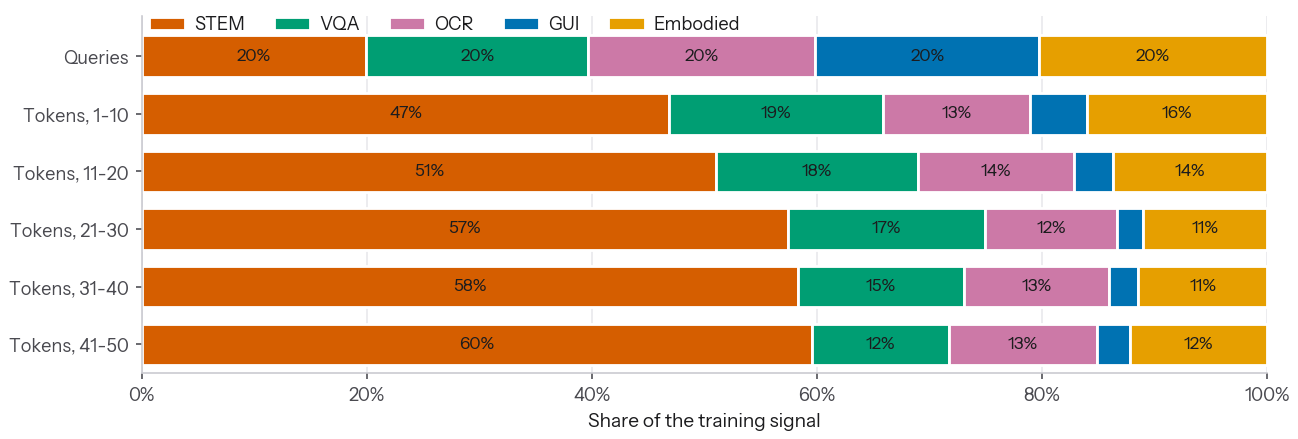 STEM VQA OCR GUI Embodied
Queries 20% 20% 20% 20% 20%
Tokens, 1-10 47% 19% 13% 16%
Tokens, 11-20 51% 18% 14% 14%
Tokens, 21-30 57% 17% 12% 11%
Tokens, 31-40 58% 15% 13% 11%
Tokens, 41-50 60% 12% 13% 12%
0% 20% 40% 60% 80% 100%
Share of the training signal